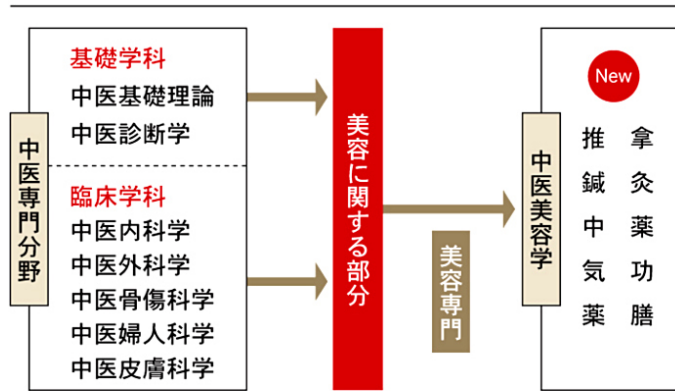 中医専門分野
基礎学科
中医基礎理論
中医診断学
臨床学科
中医内科学
中医外科学
中医骨傷科学
中医婦人科学
中医皮膚科学
美容に関する部分
美容専門
中医美容学
New
推拿
鍼灸
中薬
気功
薬膳